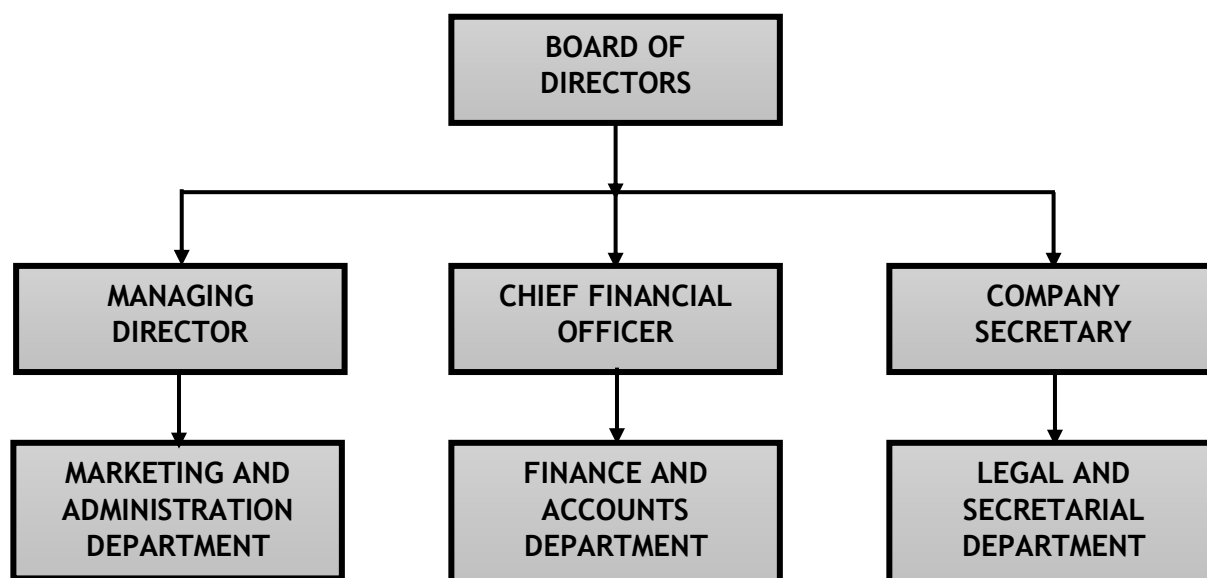 BOARD OF
DIRECTORS
MANAGING
DIRECTOR
CHIEF FINANCIAL
OFFICER
COMPANY
SECRETARY
MARKETING AND
ADMINISTRATION
DEPARTMENT
FINANCE AND
ACCOUNTS
DEPARTMENT
LEGAL AND
SECRETARIAL
DEPARTMENT